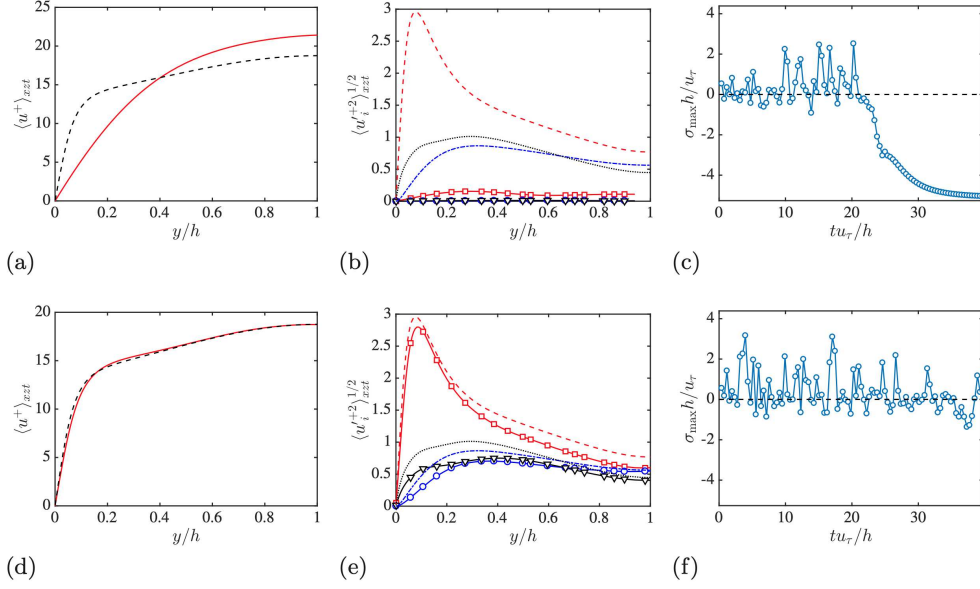 25
20
15
10
5
0
⟨u⁺⟩xzt
0 0.2 0.4 0.6 0.8 1
y/h
(a)
3
2.5
2
1.5
1
0.5
0
⟨u′ᵢ⁺²⟩xzt^1/2
0 0.2 0.4 0.6 0.8 1
y/h
(b)
4
2
0
-2
-4
σmax h/uτ
0 10 20 30
tuτ/h
(c)
20
15
10
5
0
⟨u⁺⟩xzt
0 0.2 0.4 0.6 0.8 1
y/h
(d)
3
2.5
2
1.5
1
0.5
0
⟨u′ᵢ⁺²⟩xzt^1/2
0 0.2 0.4 0.6 0.8 1
y/h
(e)
4
2
0
-2
-4
σmax h/uτ
0 10 20 30
tuτ/h
(f)